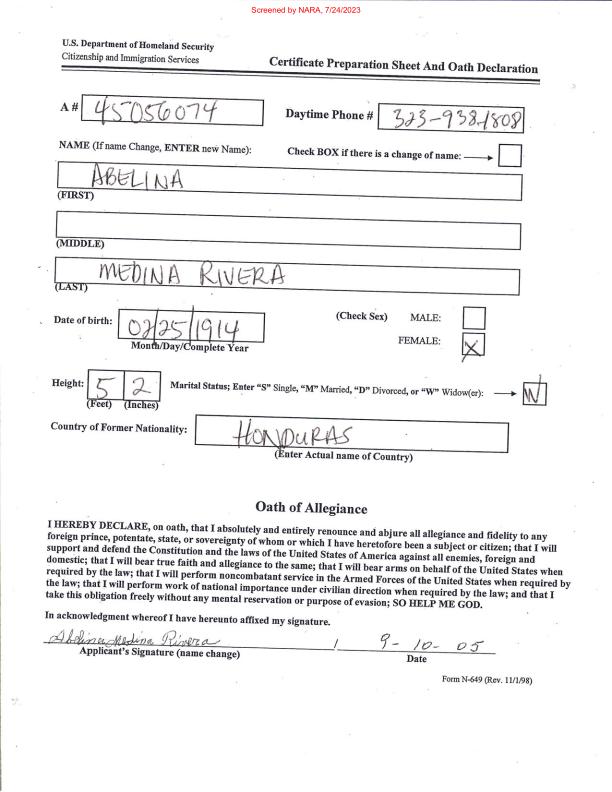 Screened by NARA, 7/24/2023
U.S. Department of Homeland Security
Citizenship and Immigration Services
Certificate Preparation Sheet And Oath Declaration
A # 45056074 Daytime Phone # 323-938-1808
NAME (If name Change, ENTER new Name): Check BOX if there is a change of name:
ABELINA
(FIRST)
(MIDDLE)
MEDINA RIVERA
(LAST)
Date of birth: 02/25/1914 (Check Sex) MALE:
Month/Day/Complete Year FEMALE: X
Height: 5 2 Marital Status; Enter "S" Single, "M" Married, "D" Divorced, or "W" Widow(er): W
(Feet) (Inches)
Country of Former Nationality: HONDURAS
(Enter Actual name of Country)
Oath of Allegiance
I HEREBY DECLARE, on oath, that I absolutely and entirely renounce and abjure all allegiance and fidelity to any
foreign prince, potentate, state, or sovereignty of whom or which I have heretofore been a subject or citizen; that I will
support and defend the Constitution and the laws of the United States of America against all enemies, foreign and
domestic; that I will bear true faith and allegiance to the same; that I will bear arms on behalf of the United States when
required by the law; that I will perform noncombatant service in the Armed Forces of the United States when required by
the law; that I will perform work of national importance under civilian direction when required by the law; and that I
take this obligation freely without any mental reservation or purpose of evasion; SO HELP ME GOD.
In acknowledgment whereof I have hereunto affixed my signature.
Abelina Medina Rivera / 9-10-05
Applicant's Signature (name change) Date
Form N-649 (Rev. 11/1/98)